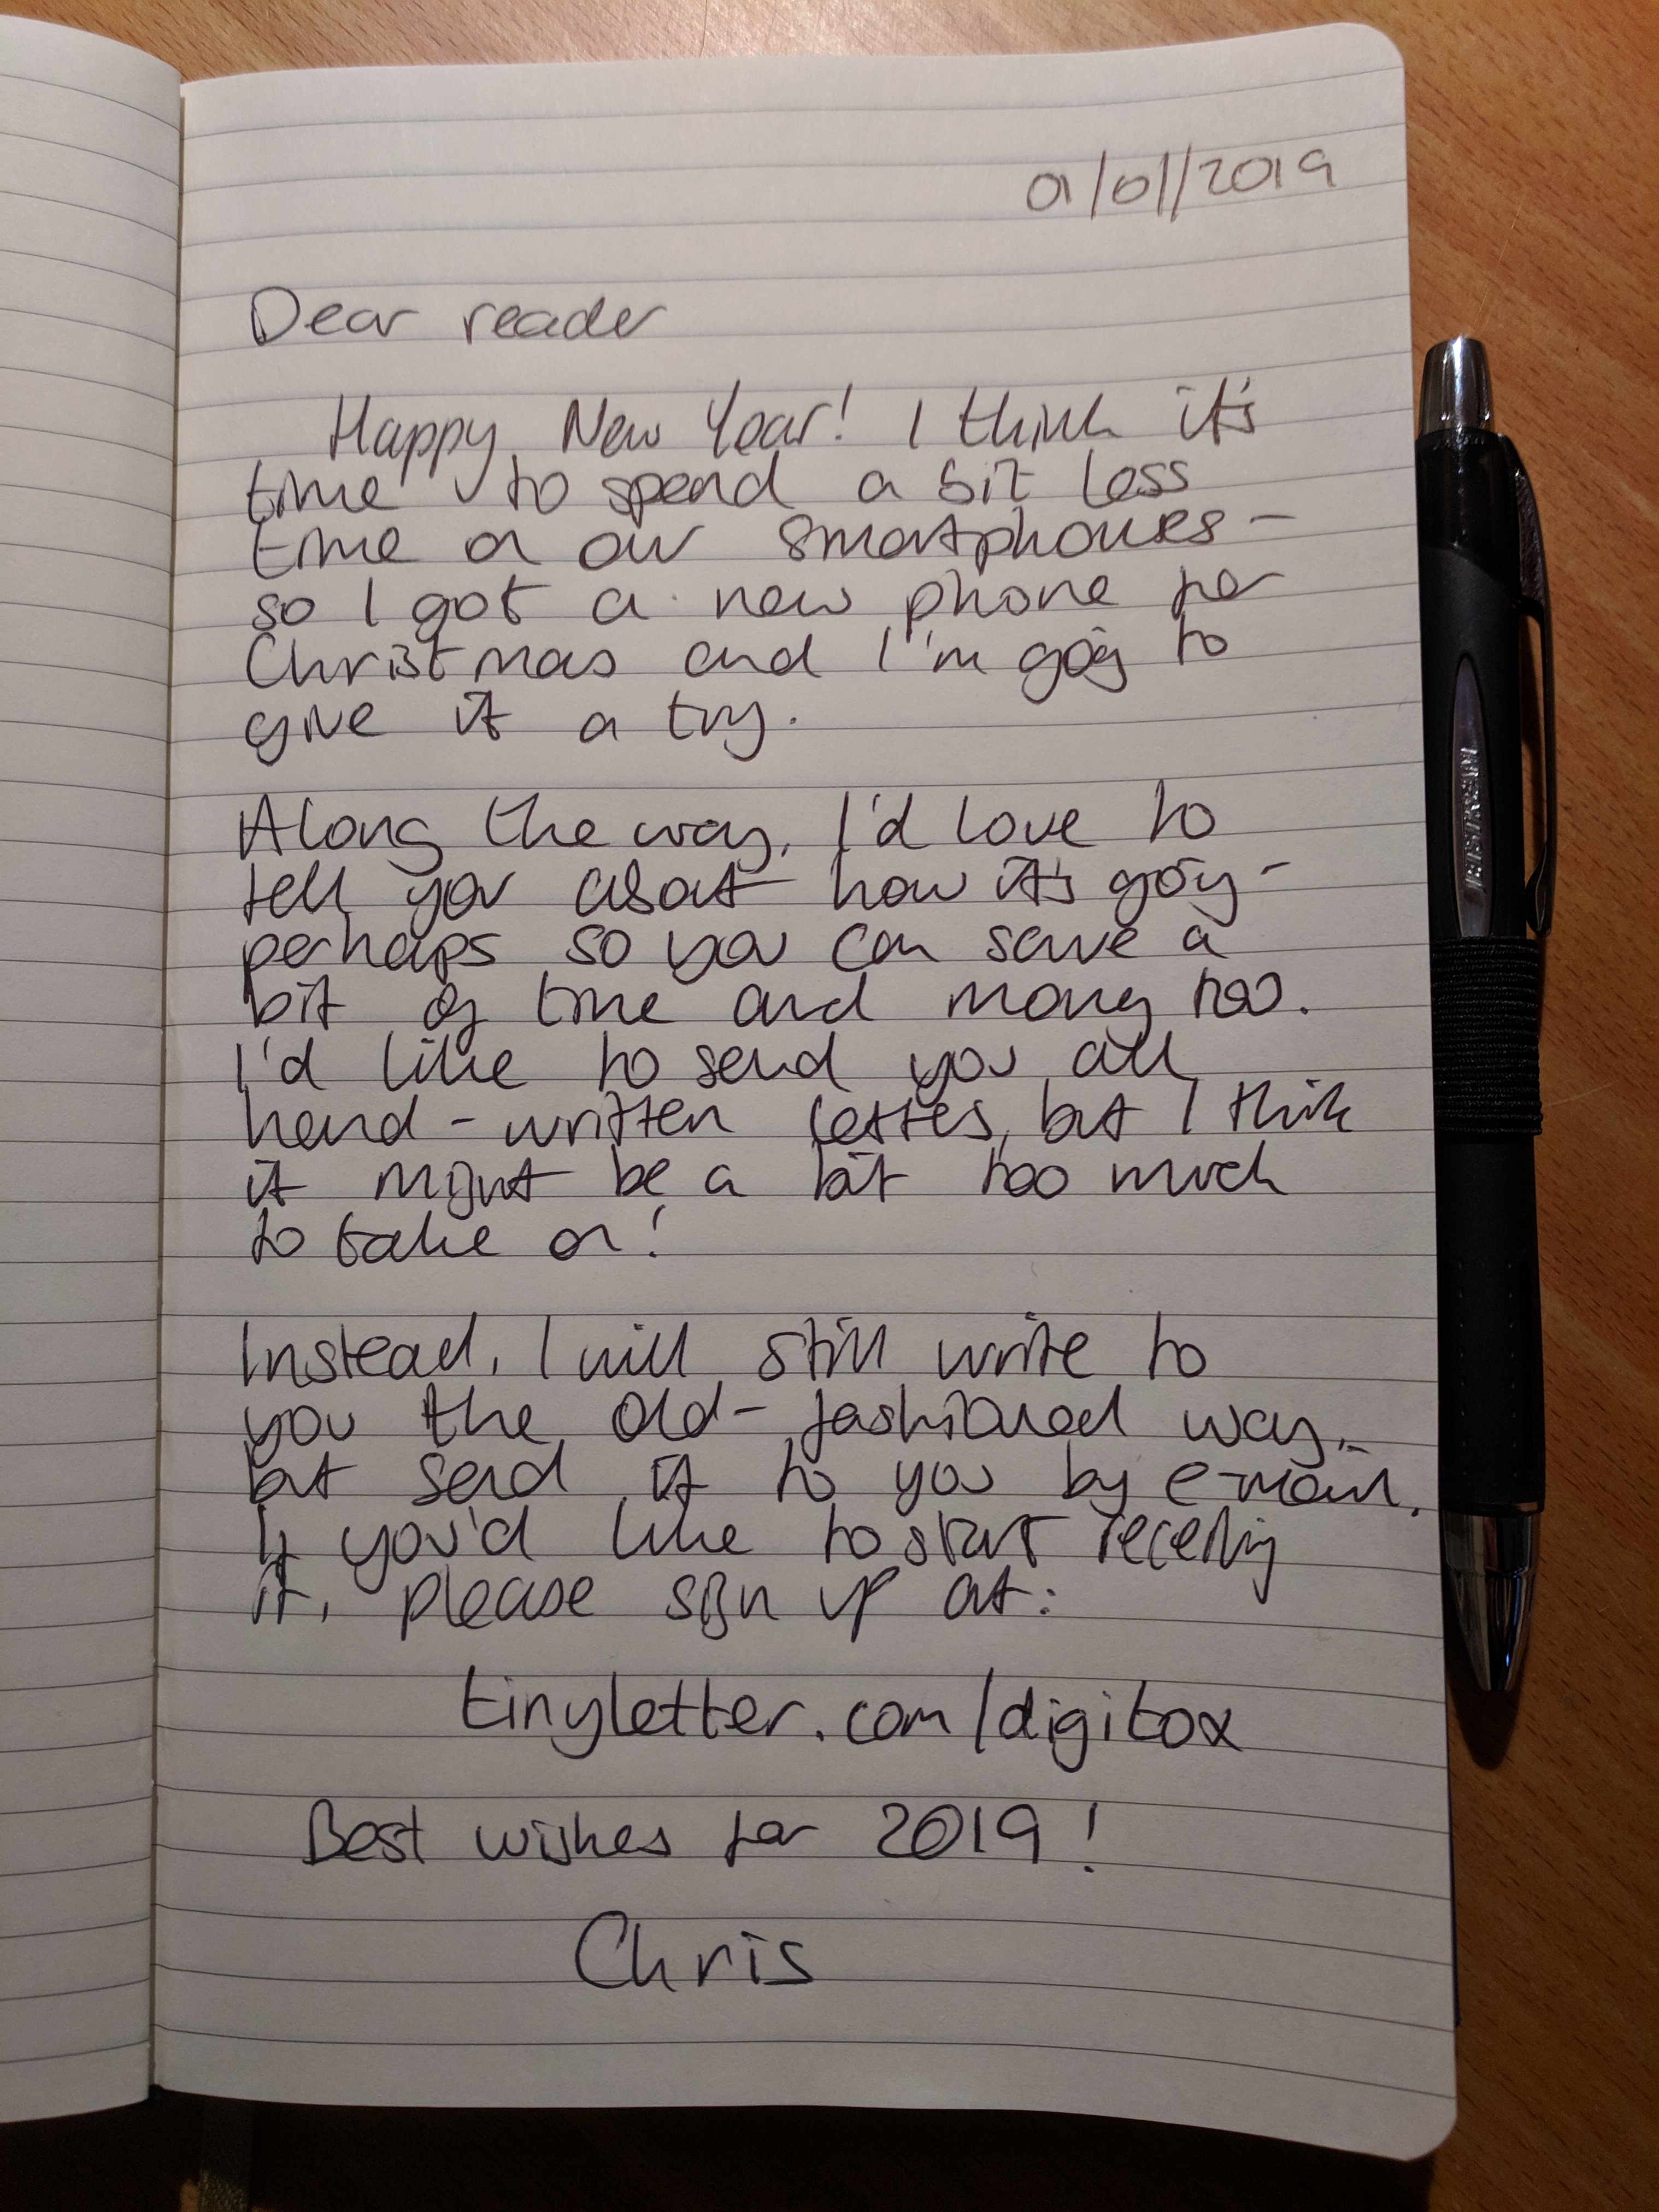 01/01/2019
Dear reader
Happy New Year! I think it's
time to spend a bit less
time on our smartphones -
so I got a new phone for
Christmas and I'm going to
give it a try.
Along the way, I'd love to
tell you about how it's going -
perhaps so you can save a
bit of time and money too.
I'd like to send you all
hand-written letters, but I think
it might be a bit too much
to take on!
Instead, I will still write to
you the old-fashioned way,
but send it to you by e-mail.
If you'd like to start receiving
it, please sign up at:
tinyletter.com/digitox
Best wishes for 2019!
Chris
JETSTREAM